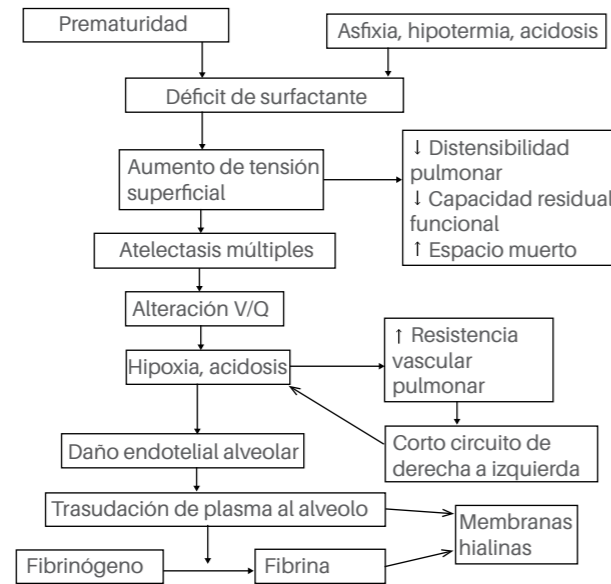 Prematuridad
Asfixia, hipotermia, acidosis
Déficit de surfactante
Aumento de tensión
superficial
↓ Distensibilidad
pulmonar
↓ Capacidad residual
funcional
↑ Espacio muerto
Atelectasis múltiples
Alteración V/Q
Hipoxia, acidosis
↑ Resistencia
vascular
pulmonar
Corto circuito de
derecha a izquierda
Daño endotelial alveolar
Trasudación de plasma al alveolo
Membranas
hialinas
Fibrinógeno
Fibrina